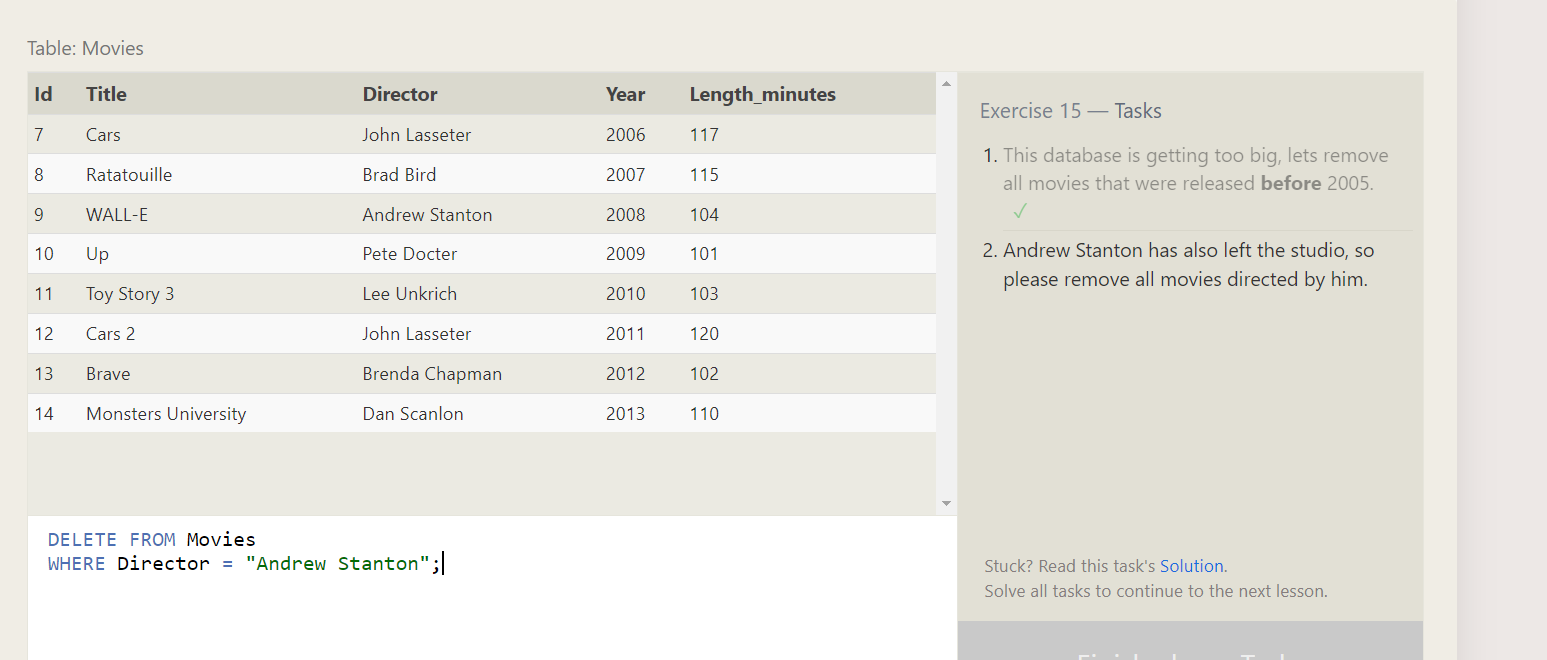 Table: Movies
Id Title Director Year Length_minutes
7 Cars John Lasseter 2006 117
8 Ratatouille Brad Bird 2007 115
9 WALL-E Andrew Stanton 2008 104
10 Up Pete Docter 2009 101
11 Toy Story 3 Lee Unkrich 2010 103
12 Cars 2 John Lasseter 2011 120
13 Brave Brenda Chapman 2012 102
14 Monsters University Dan Scanlon 2013 110
DELETE FROM Movies
WHERE Director = "Andrew Stanton";
Exercise 15 — Tasks
1. This database is getting too big, lets remove
all movies that were released before 2005.
✓
2. Andrew Stanton has also left the studio, so
please remove all movies directed by him.
Stuck? Read this task's Solution.
Solve all tasks to continue to the next lesson.